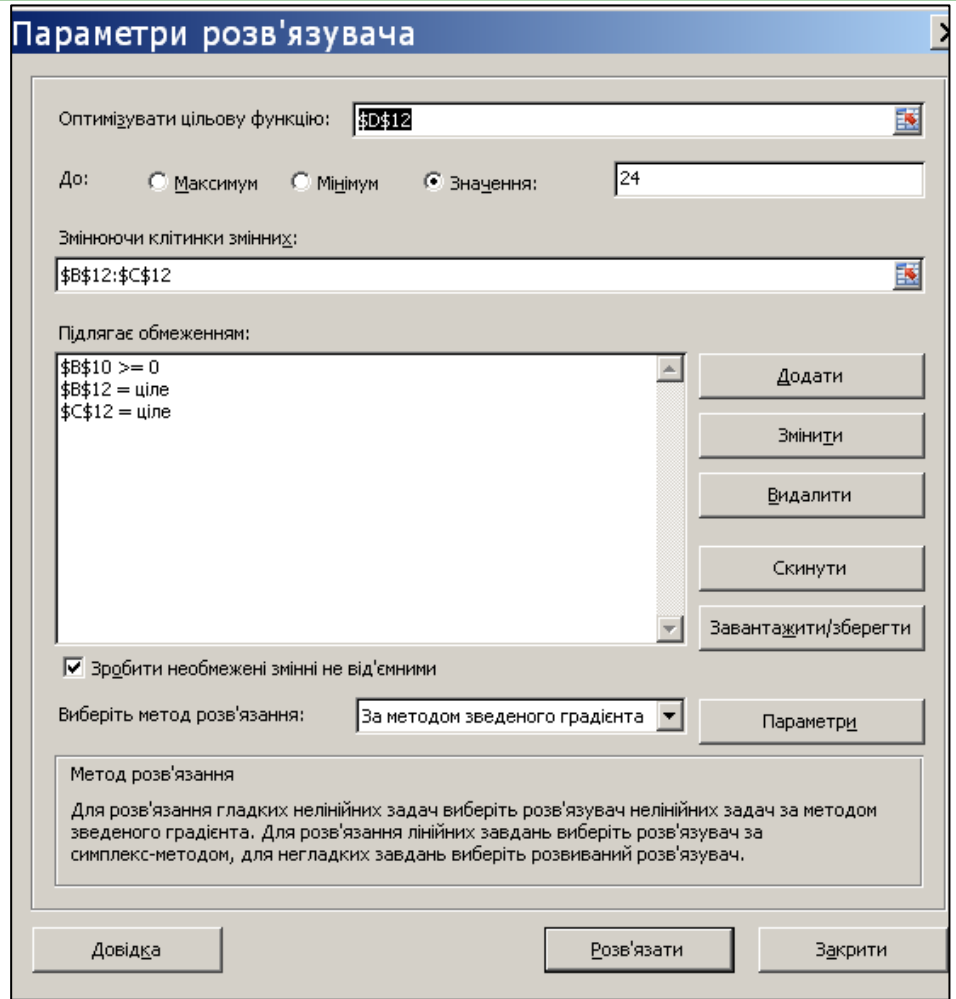 Параметри розв'язувача
Оптимізувати цільову функцію: $D$12
До: Максимум Мінімум Значення: 24
Змінюючи клітинки змінних:
$B$12:$C$12
Підлягає обмеженням:
$B$10 >= 0
$B$12 = ціле
$C$12 = ціле
Додати
Змінити
Видалити
Скинути
Завантажити/зберегти
Зробити необмежені змінні не від'ємними
Виберіть метод розв'язання: За методом зведеного градієнта Параметри
Метод розв'язання
Для розв'язання гладких нелінійних задач виберіть розв'язувач нелінійних задач за методом
зведеного градієнта. Для розв'язання лінійних завдань виберіть розв'язувач за
симплекс-методом, для негладких завдань виберіть розвиваний розв'язувач.
Довідка Розв'язати Закрити